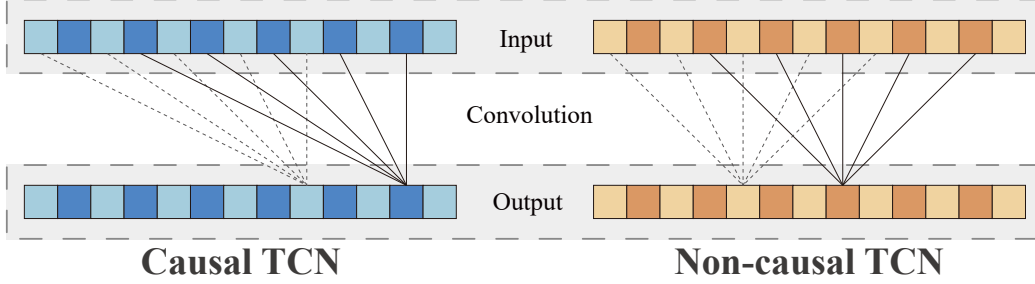 Input
Convolution
Output
Causal TCN
Non-causal TCN